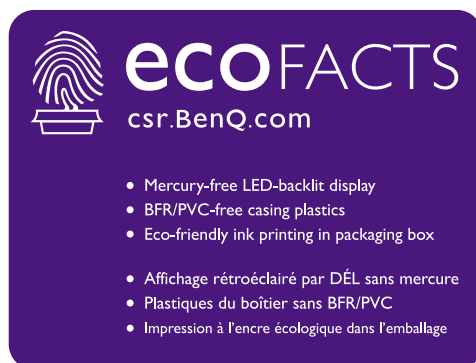 ecoFACTS
csr.BenQ.com
• Mercury-free LED-backlit display
• BFR/PVC-free casing plastics
• Eco-friendly ink printing in packaging box
• Affichage rétroéclairé par DÉL sans mercure
• Plastiques du boîtier sans BFR/PVC
• Impression à l'encre écologique dans l'emballage